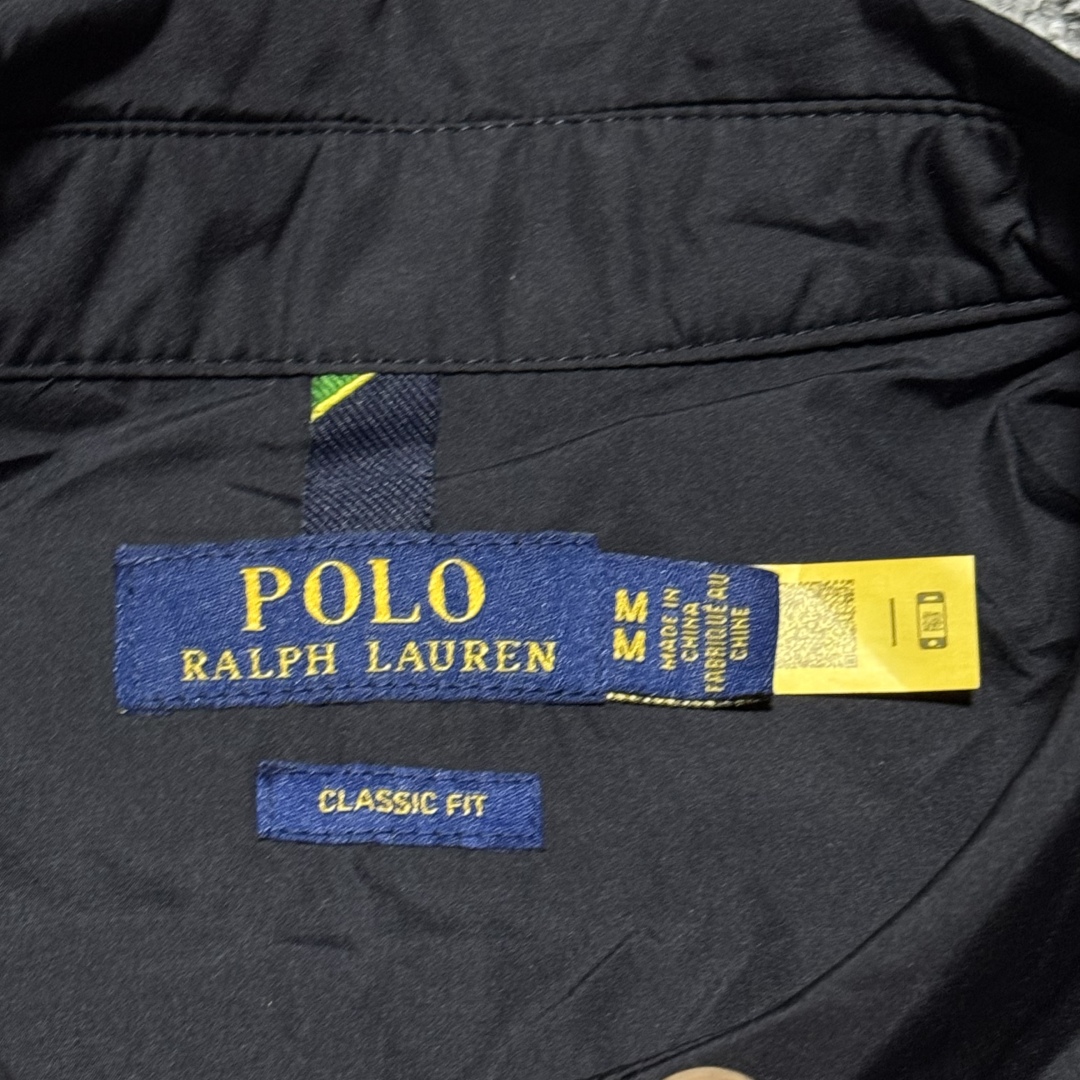 POLO
RALPH LAUREN
M
M
MADE IN
CHINA
FABRIQUÉ AU
CHINE
CLASSIC FIT